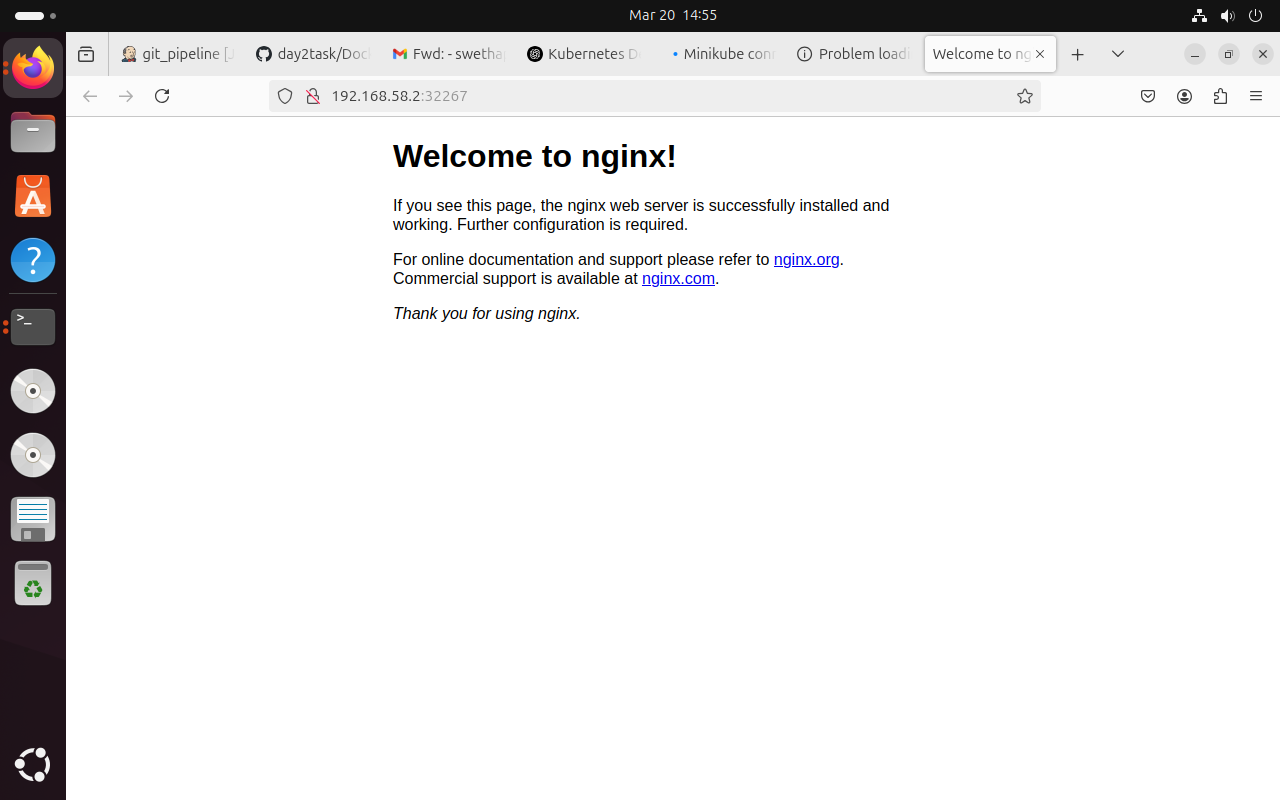 Mar 20 14:55
git_pipeline [J
day2task/Doc
Fwd: - swetha
Kubernetes D
Minikube con
Problem loadi
Welcome to ng
192.168.58.2:32267
Welcome to nginx!
If you see this page, the nginx web server is successfully installed and
working. Further configuration is required.
For online documentation and support please refer to nginx.org.
Commercial support is available at nginx.com.
Thank you for using nginx.